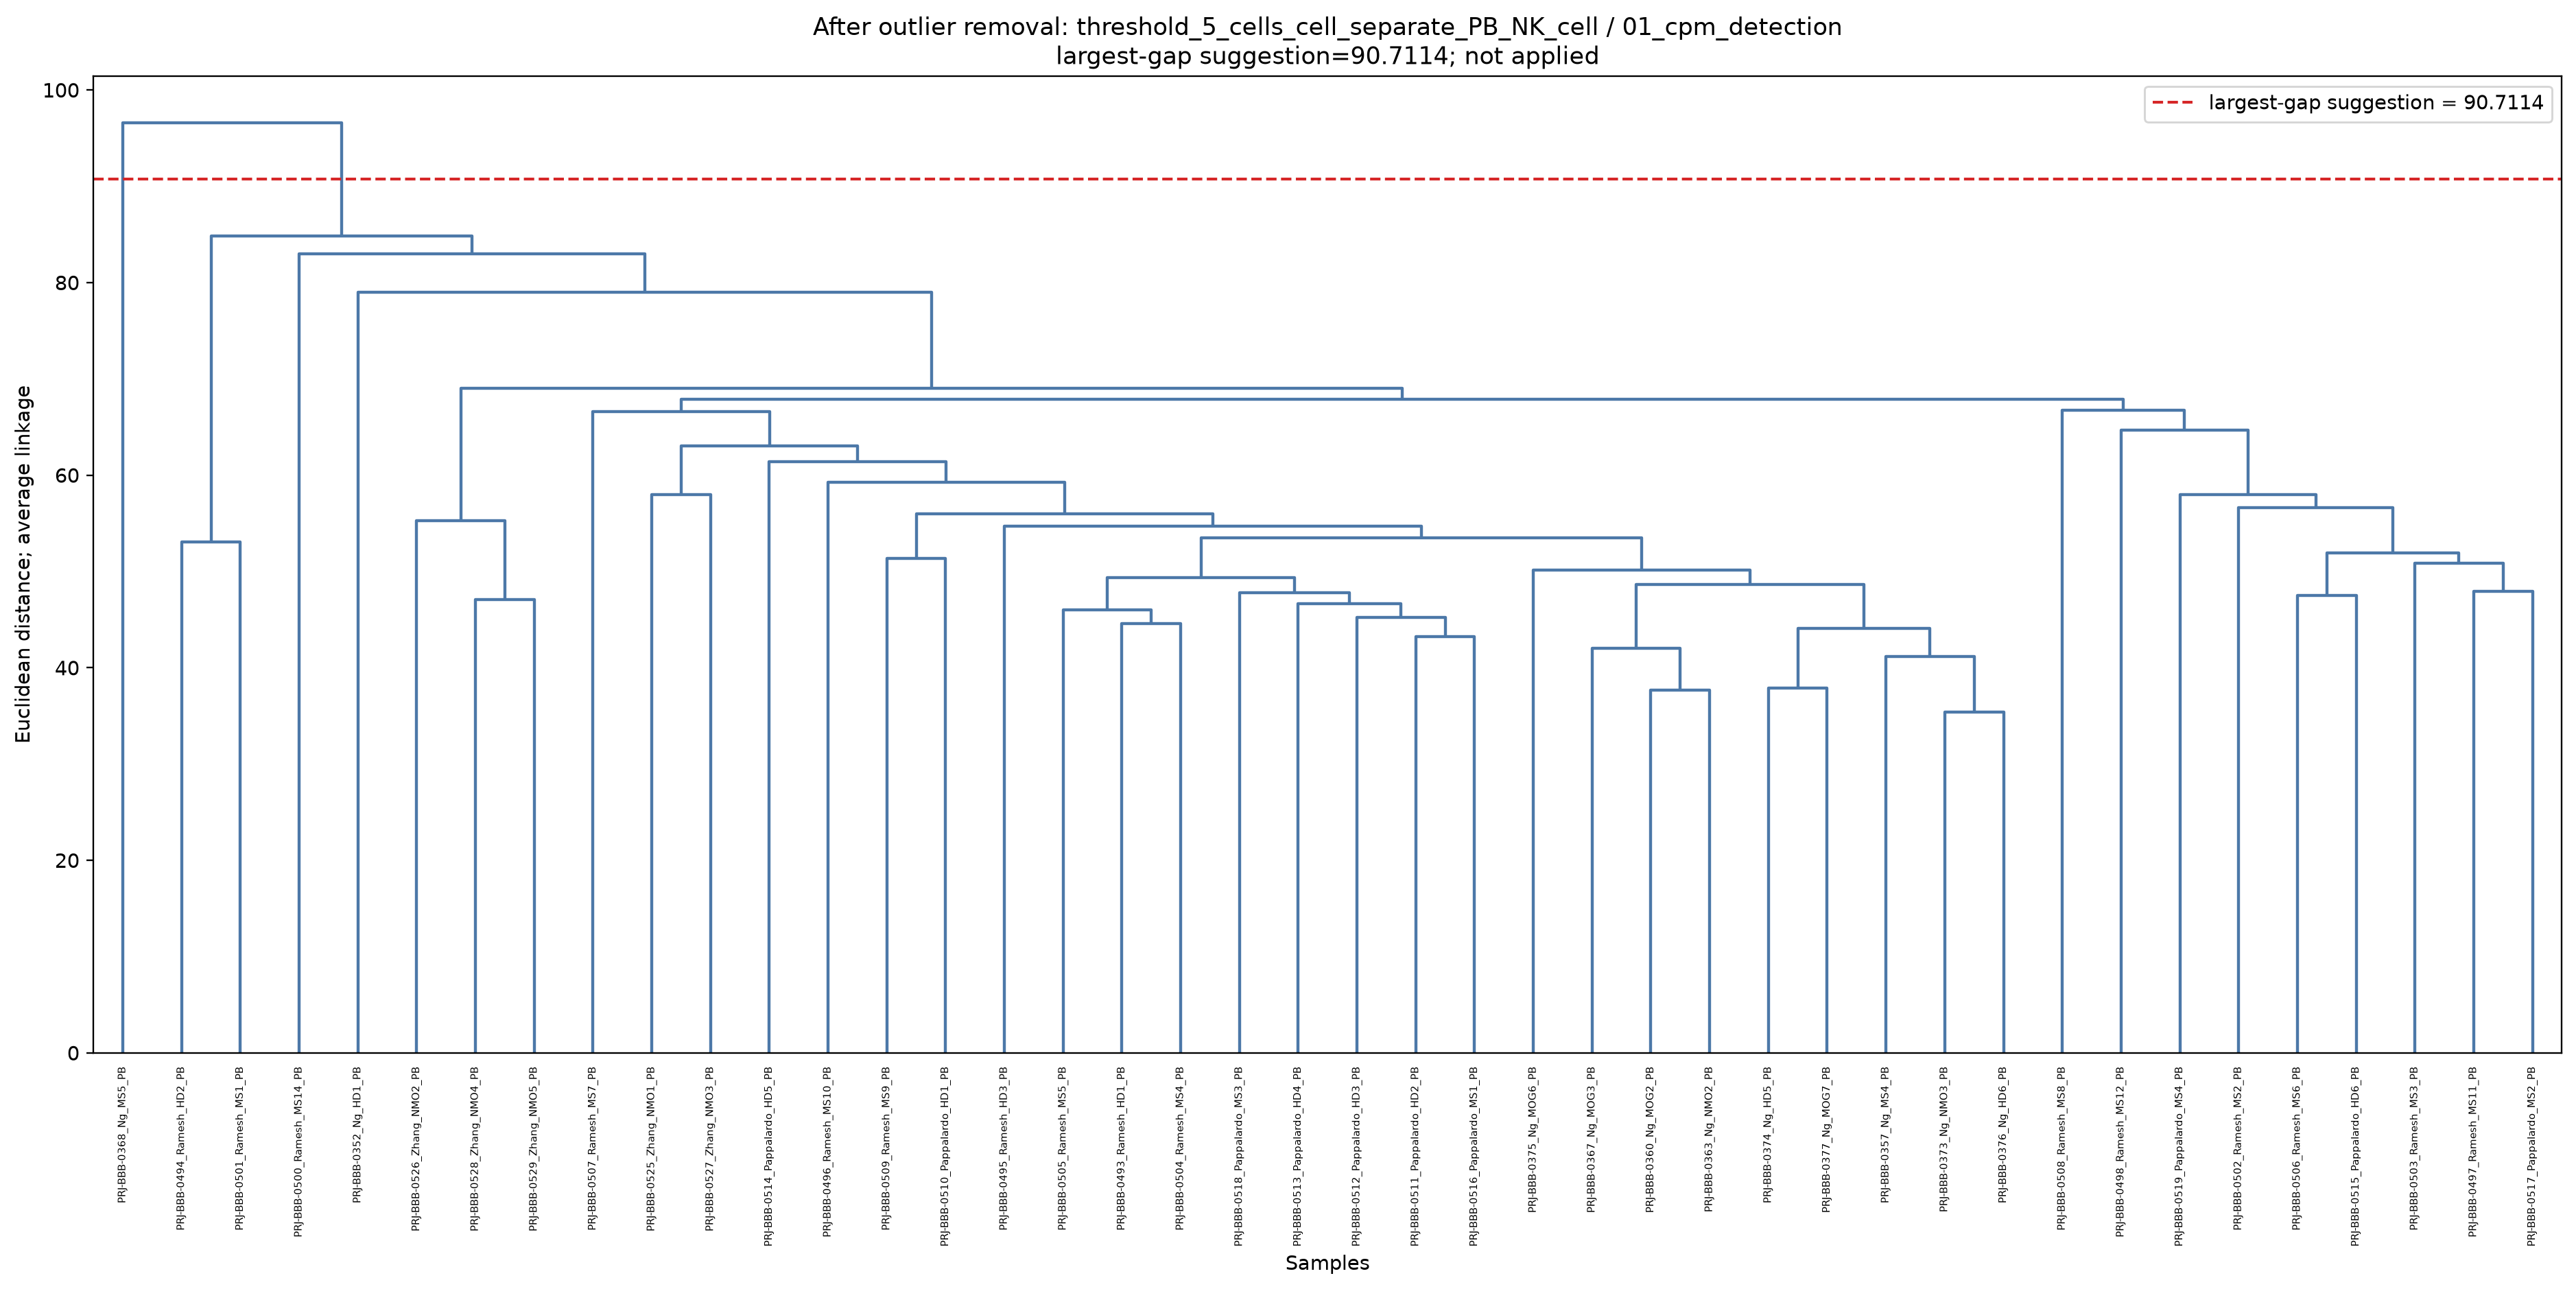 After outlier removal: threshold_5_cells_cell_separate_PB_NK_cell / 01_cpm_detection
largest-gap suggestion=90.7114; not applied
largest-gap suggestion = 90.7114
Euclidean distance; average linkage
100
80
60
40
20
0
PRJ-BBB-0368_Ng_MS5_PB
PRJ-BBB-0494_Ramesh_HD2_PB
PRJ-BBB-0501_Ramesh_MS1_PB
PRJ-BBB-0500_Ramesh_MS14_PB
PRJ-BBB-0352_Ng_HD1_PB
PRJ-BBB-0526_Zhang_NMO2_PB
PRJ-BBB-0528_Zhang_NMO4_PB
PRJ-BBB-0529_Zhang_NMO5_PB
PRJ-BBB-0507_Ramesh_MS7_PB
PRJ-BBB-0525_Zhang_NMO1_PB
PRJ-BBB-0527_Zhang_NMO3_PB
PRJ-BBB-0514_Pappalardo_HD5_PB
PRJ-BBB-0496_Ramesh_MS10_PB
PRJ-BBB-0509_Ramesh_MS9_PB
PRJ-BBB-0510_Pappalardo_HD1_PB
PRJ-BBB-0495_Ramesh_HD3_PB
PRJ-BBB-0505_Ramesh_MS5_PB
PRJ-BBB-0493_Ramesh_HD1_PB
PRJ-BBB-0504_Ramesh_MS4_PB
PRJ-BBB-0518_Pappalardo_MS3_PB
PRJ-BBB-0513_Pappalardo_HD4_PB
PRJ-BBB-0512_Pappalardo_HD3_PB
PRJ-BBB-0511_Pappalardo_HD2_PB
PRJ-BBB-0516_Pappalardo_MS1_PB
PRJ-BBB-0375_Ng_MOG6_PB
PRJ-BBB-0367_Ng_MOG3_PB
PRJ-BBB-0360_Ng_MOG2_PB
PRJ-BBB-0363_Ng_NMO2_PB
PRJ-BBB-0374_Ng_HD5_PB
PRJ-BBB-0377_Ng_MOG7_PB
PRJ-BBB-0357_Ng_MS4_PB
PRJ-BBB-0373_Ng_NMO3_PB
PRJ-BBB-0376_Ng_HD6_PB
PRJ-BBB-0508_Ramesh_MS8_PB
PRJ-BBB-0498_Ramesh_MS12_PB
PRJ-BBB-0519_Pappalardo_MS4_PB
PRJ-BBB-0502_Ramesh_MS2_PB
PRJ-BBB-0506_Ramesh_MS6_PB
PRJ-BBB-0515_Pappalardo_HD6_PB
PRJ-BBB-0503_Ramesh_MS3_PB
PRJ-BBB-0497_Ramesh_MS11_PB
PRJ-BBB-0517_Pappalardo_MS2_PB
Samples